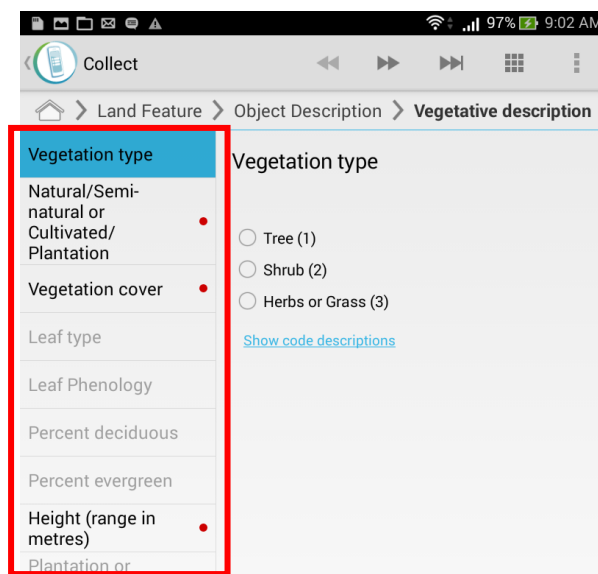 97% 9:02 AM
Collect
Land Feature Object Description Vegetative description
Vegetation type
Natural/Semi-
natural or
Cultivated/
Plantation
Vegetation cover
Leaf type
Leaf Phenology
Percent deciduous
Percent evergreen
Height (range in
metres)
Plantation or
Vegetation type
Tree (1)
Shrub (2)
Herbs or Grass (3)
Show code descriptions